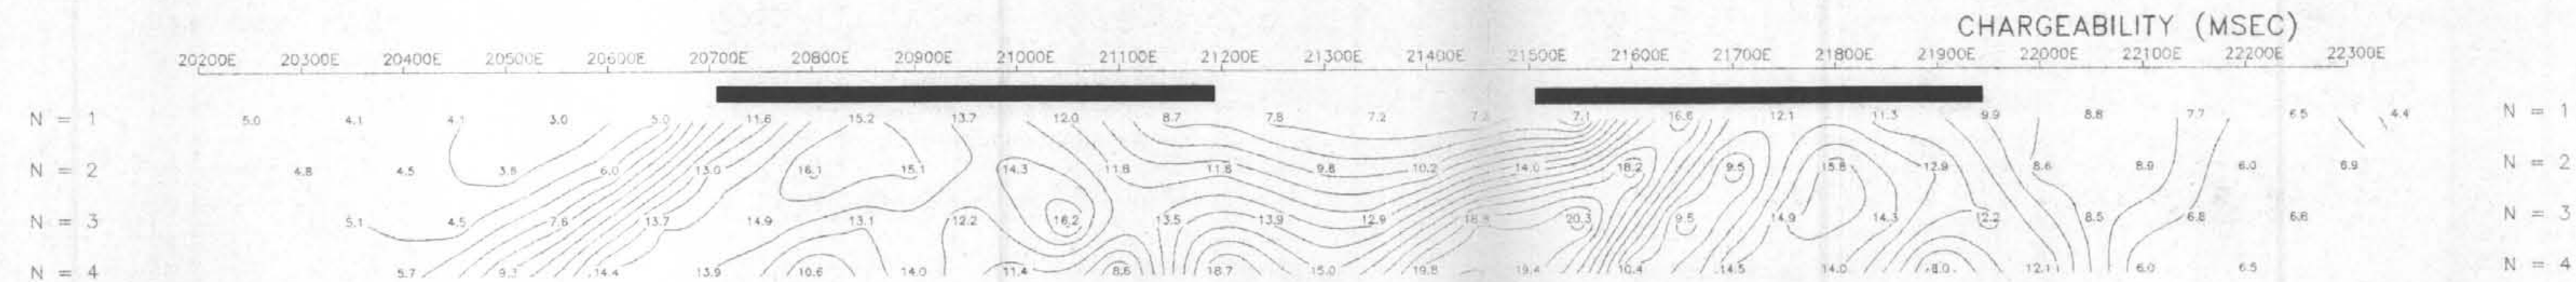 CHARGEABILITY (MSEC)
20200E 20300E 20400E 20500E 20600E 20700E 20800E 20900E 21000E 21100E 21200E 21300E 21400E 21500E 21600E 21700E 21800E 21900E 22000E 22100E 22200E 22300E
N = 1 5.0 4.1 4.1 3.0 5.0 11.6 15.2 13.7 12.0 8.7 7.8 7.2 7.1 16.6 12.1 11.3 9.9 8.8 7.7 6.5 4.4 N = 1
N = 2 4.8 4.5 3.8 6.0 13.0 16.1 15.1 14.3 11.8 11.8 9.8 10.2 14.0 18.2 9.5 15.8 12.9 8.6 8.9 6.0 6.9 N = 2
N = 3 5.1 4.5 7.6 13.7 14.9 13.1 12.2 16.2 13.5 13.9 12.9 20.3 9.5 14.9 14.3 12.2 8.5 6.8 6.6 N = 3
N = 4 5.7 14.4 13.9 10.6 14.0 11.4 8.6 18.7 15.0 19.8 19.4 10.4 14.5 14.0 8.0 12.1 6.0 6.5 N = 4